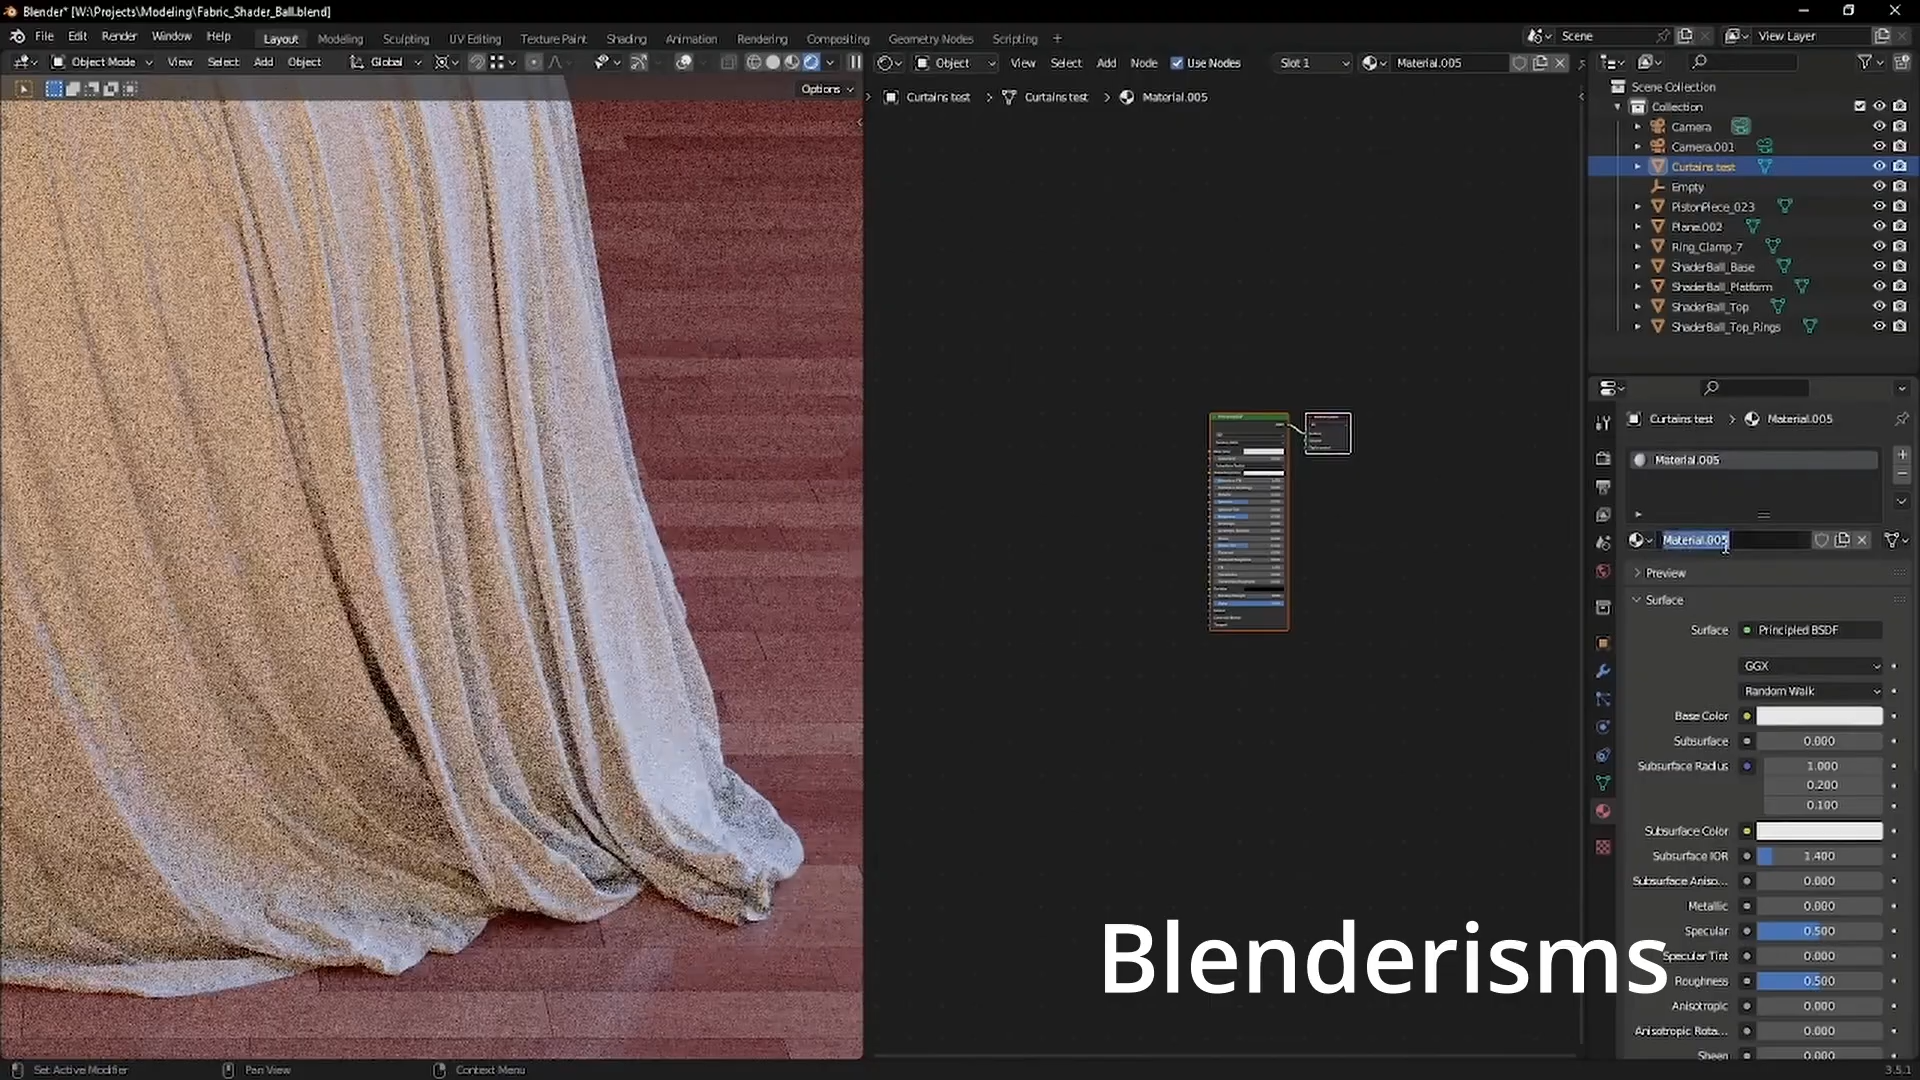 Blender* [W:\Projects\Modeling\Fabric_Shader_Ball.blend]
File Edit Render Window Help Layout Modeling Sculpting UV Editing Texture Paint Shading Animation Rendering Compositing Geometry Nodes Scripting + Scene View Layer
Object Mode View Select Add Object Global Object View Select Add Node Use Nodes Slot 1 Material.005
Options
Curtains test > Curtains test > Material.005
Scene Collection
Collection
Camera
Camera.001
Curtains test
Empty
PistonPiece_023
Plane.002
Ring_Clamp_7
ShaderBall_Base
ShaderBall_Platform
ShaderBall_Top
ShaderBall_Top_Rings
Curtains test > Material.005
Material.005
Material.005
Preview
Surface
Surface Principled BSDF
GGX
Random Walk
Base Color
Subsurface 0.000
Subsurface Radius 1.000
0.200
0.100
Subsurface Color
Subsurface IOR 1.400
Subsurface Aniso... 0.000
Metallic 0.000
Specular 0.500
Specular Tint 0.000
Roughness 0.500
Anisotropic 0.000
Anisotropic Rota... 0.000
Sheen 0.000
Blenderisms
Set Active Modifier Pan View Context Menu 3.5.1